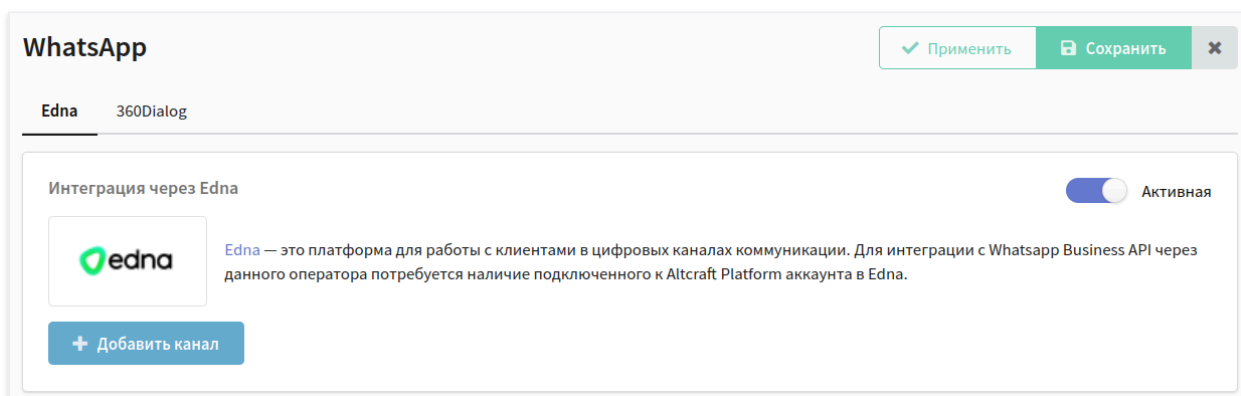 WhatsApp
Применить
Сохранить
Edna
360Dialog
Интеграция через Edna
Активная
edna
Edna — это платформа для работы с клиентами в цифровых каналах коммуникации. Для интеграции с Whatsapp Business API через
данного оператора потребуется наличие подключенного к Altcraft Platform аккаунта в Edna.
Добавить канал